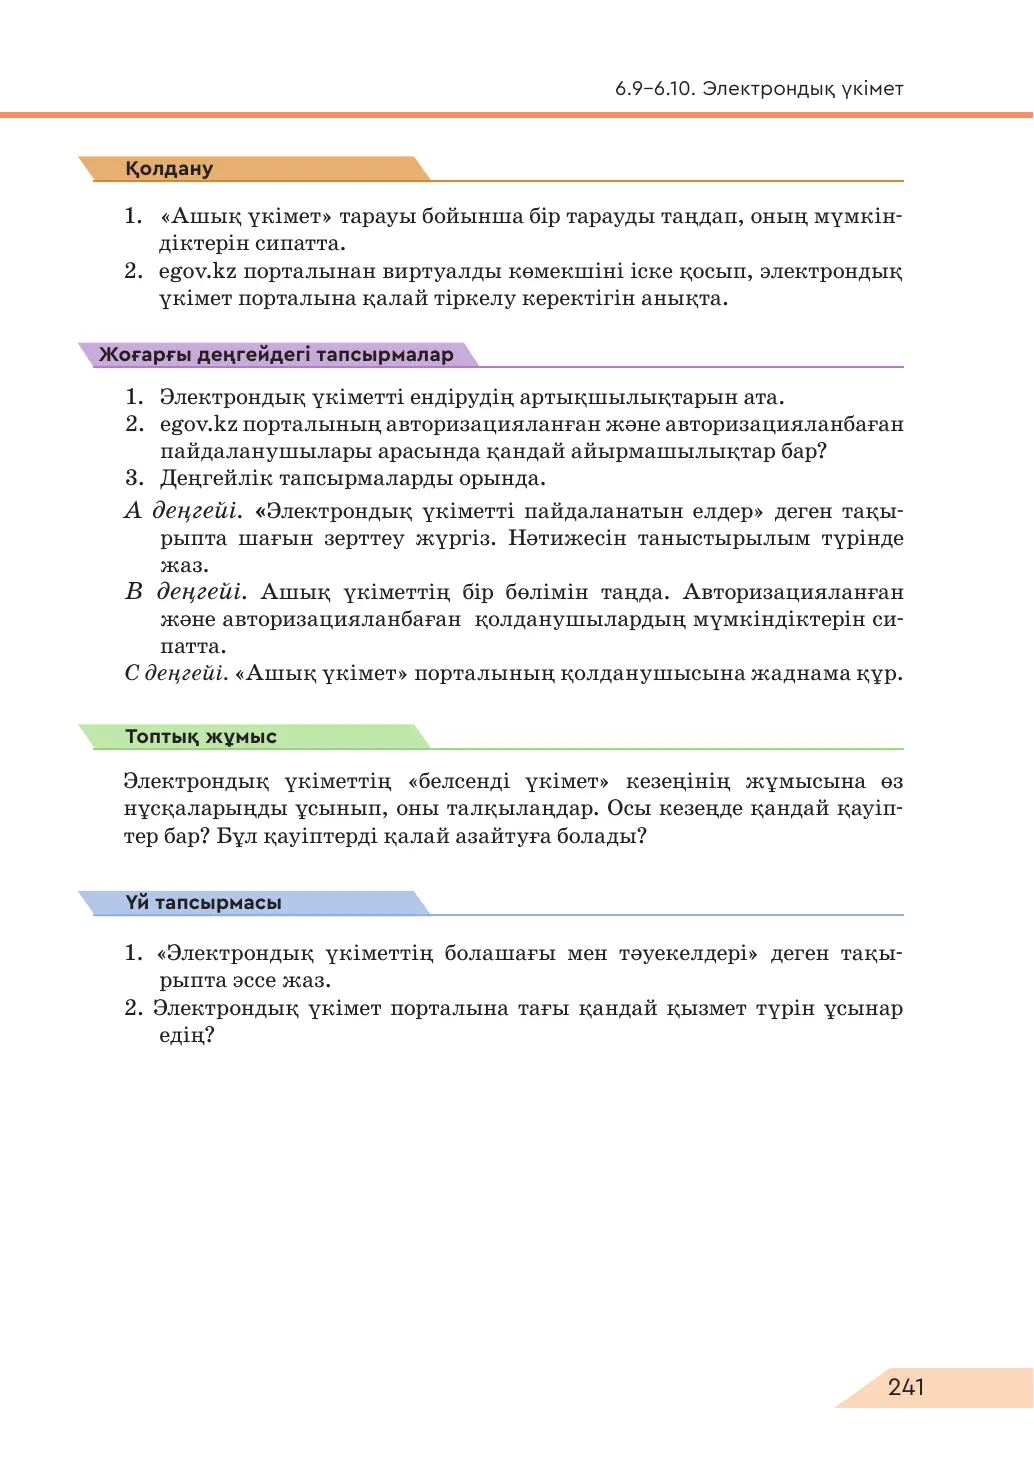 6.9–6.10. Электрондық үкімет
Қолдану
1. «Ашық үкімет» тарауы бойынша бір тарауды таңдап, оның мүмкін-
діктерін сипатта.
2. egov.kz порталынан виртуалды көмекшіні іске қосып, электрондық
үкімет порталына қалай тіркелу керектігін анықта.
Жоғарғы деңгейдегі тапсырмалар
1. Электрондық үкіметті ендірудің артықшылықтарын ата.
2. egov.kz порталының авторизацияланған және авторизацияланбаған
пайдаланушылары арасында қандай айырмашылықтар бар?
3. Деңгейлік тапсырмаларды орында.
А деңгейі. «Электрондық үкіметті пайдаланатын елдер» деген тақы-
рыпта шағын зерттеу жүргіз. Нәтижесін таныстырылым түрінде
жаз.
В деңгейі. Ашық үкіметтің бір бөлімін таңда. Авторизацияланған
және авторизацияланбаған қолданушылардың мүмкіндіктерін си-
патта.
С деңгейі. «Ашық үкімет» порталының қолданушысына жаднама құр.
Топтық жұмыс
Электрондық үкіметтің «белсенді үкімет» кезеңінің жұмысына өз
нұсқаларыңды ұсынып, оны талқылаңдар. Осы кезеңде қандай қауіп-
тер бар? Бұл қауіптерді қалай азайтуға болады?
Үй тапсырмасы
1. «Электрондық үкіметтің болашағы мен тәуекелдері» деген тақы-
рыпта эссе жаз.
2. Электрондық үкімет порталына тағы қандай қызмет түрін ұсынар
едің?
241